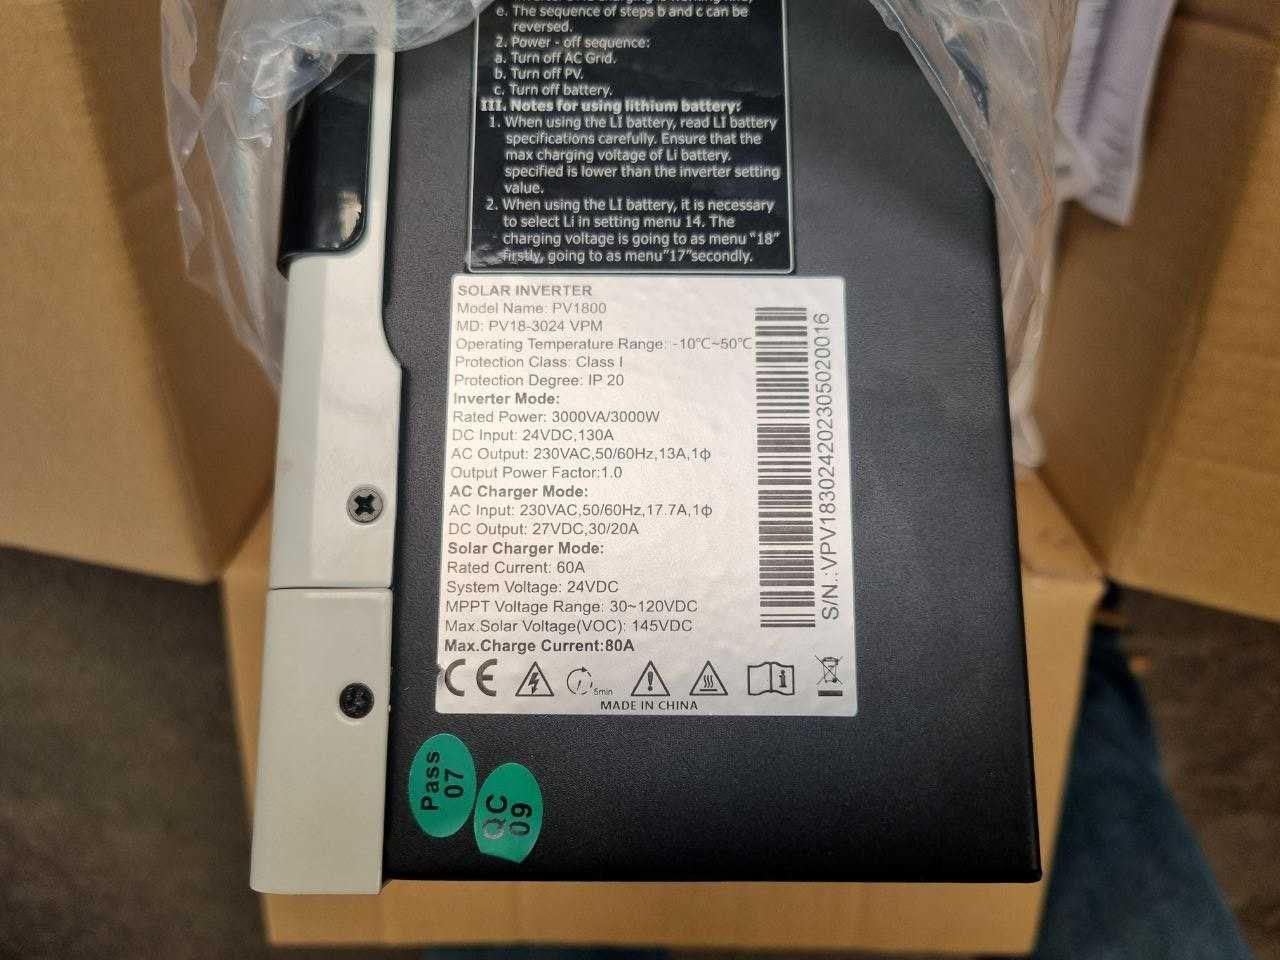 e. The sequence of steps b and c can be
reversed.
2. Power - off sequence:
a. Turn off AC Grid.
b. Turn off PV.
c. Turn off battery.
III. Notes for using lithium battery:
1. When using the LI battery, read LI battery
specifications carefully. Ensure that the
max charging voltage of Li battery.
specified is lower than the inverter setting
value.
2. When using the LI battery, it is necessary
to select Li in setting menu 14. The
charging voltage is going to as menu "18"
firstly, going to as menu"17"secondly.
SOLAR INVERTER
Model Name: PV1800
MD: PV18-3024 VPM
Operating Temperature Range: -10℃~50℃
Protection Class: Class I
Protection Degree: IP 20
Inverter Mode:
Rated Power: 3000VA/3000W
DC Input: 24VDC,130A
AC Output: 230VAC,50/60Hz,13A,1ф
Output Power Factor:1.0
AC Charger Mode:
AC Input: 230VAC,50/60Hz,17.7A,1ф
DC Output: 27VDC,30/20A
Solar Charger Mode:
Rated Current: 60A
System Voltage: 24VDC
MPPT Voltage Range: 30~120VDC
Max.Solar Voltage(VOC): 145VDC
Max.Charge Current:80A
CE
5min
i
MADE IN CHINA
S/N.:VPV18302420230502​0016
Pass
07
QC
09